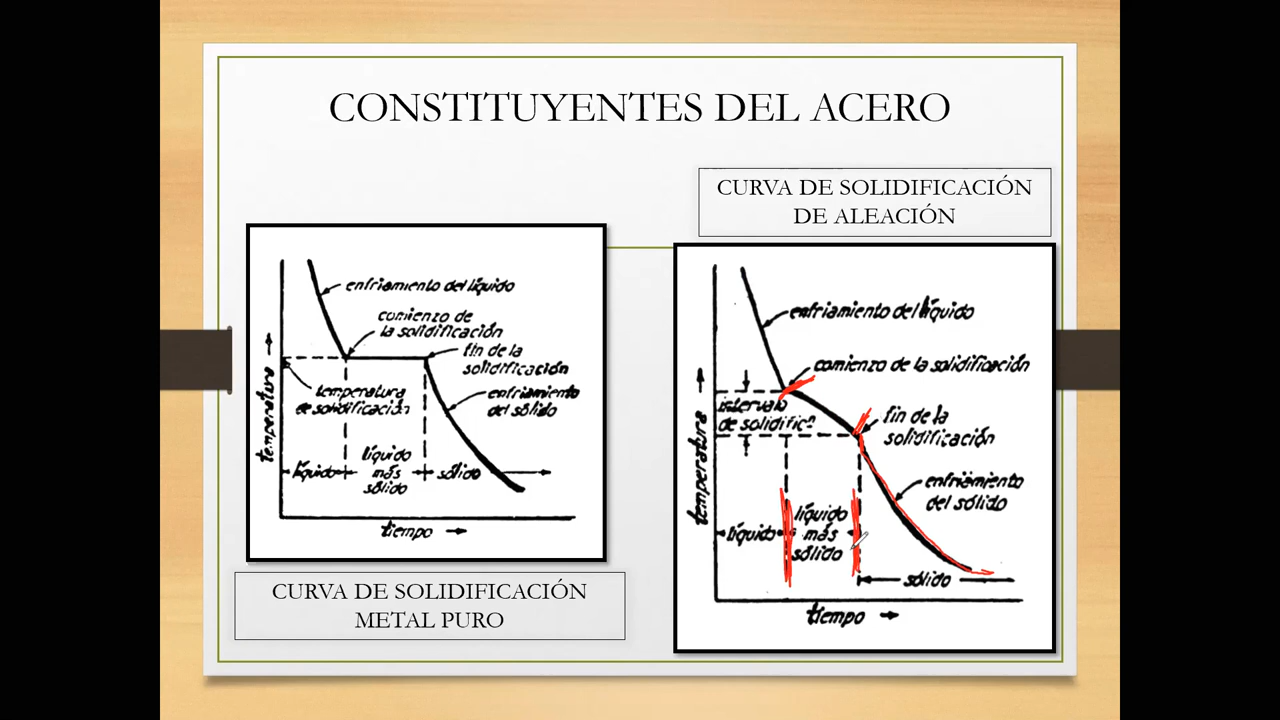 CONSTITUYENTES DEL ACERO
CURVA DE SOLIDIFICACIÓN
DE ALEACIÓN
enfriamiento del líquido
comienzo de
la solidificación
fin de la
solidificación
temperatura
de solidificación
enfriamiento
del sólido
temperatura
líquido
líquido
más
sólido
sólido
tiempo
CURVA DE SOLIDIFICACIÓN
METAL PURO
enfriamiento del líquido
comienzo de la solidificación
intervalo
de solidific.ⁿ
fin de la
solidificación
enfriamiento
del sólido
temperatura
líquido
líquido
más
sólido
sólido
tiempo